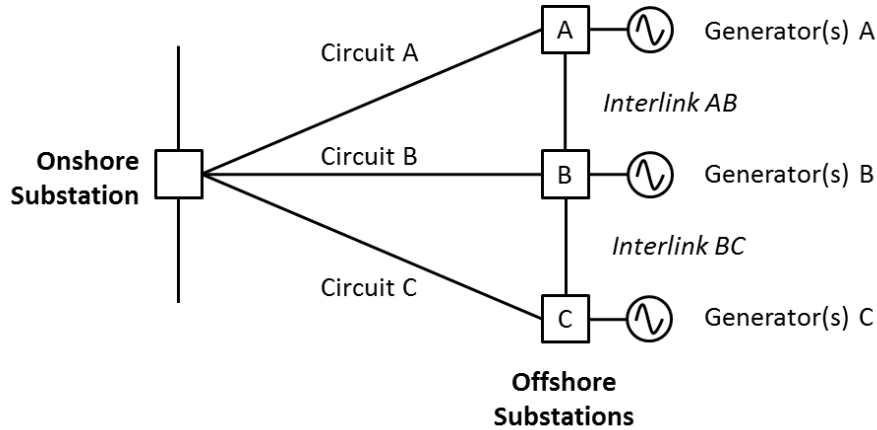 A
Generator(s) A
Circuit A
Interlink AB
Onshore
Substation
Circuit B
B
Generator(s) B
Interlink BC
Circuit C
C
Generator(s) C
Offshore
Substations